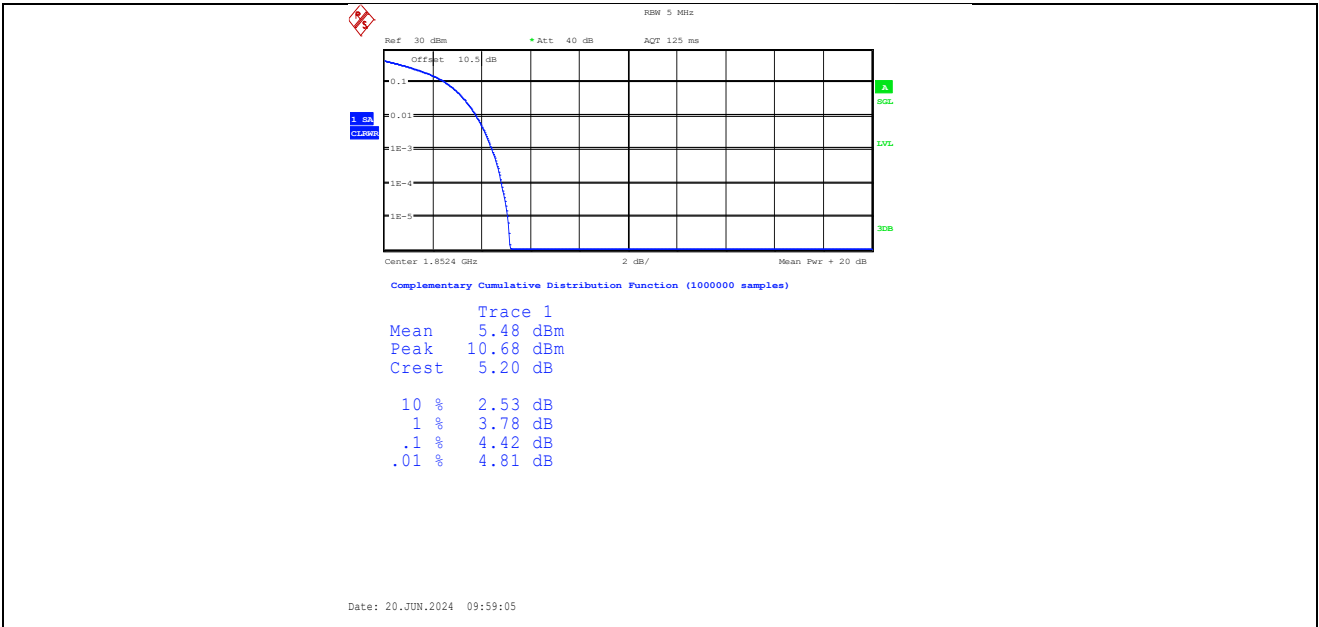 RBW 5 MHz
Ref 30 dBm * Att 40 dB AQT 125 ms
Offset 10.5 dB
0.1
A
SGL
1 SA
0.01
CLRWR
1E-3
LVL
1E-4
1E-5
3DB
Center 1.8524 GHz 2 dB/ Mean Pwr + 20 dB
Complementary Cumulative Distribution Function (1000000 samples)
Trace 1
Mean 5.48 dBm
Peak 10.68 dBm
Crest 5.20 dB
10 % 2.53 dB
1 % 3.78 dB
.1 % 4.42 dB
.01 % 4.81 dB
Date: 20.JUN.2024 09:59:05